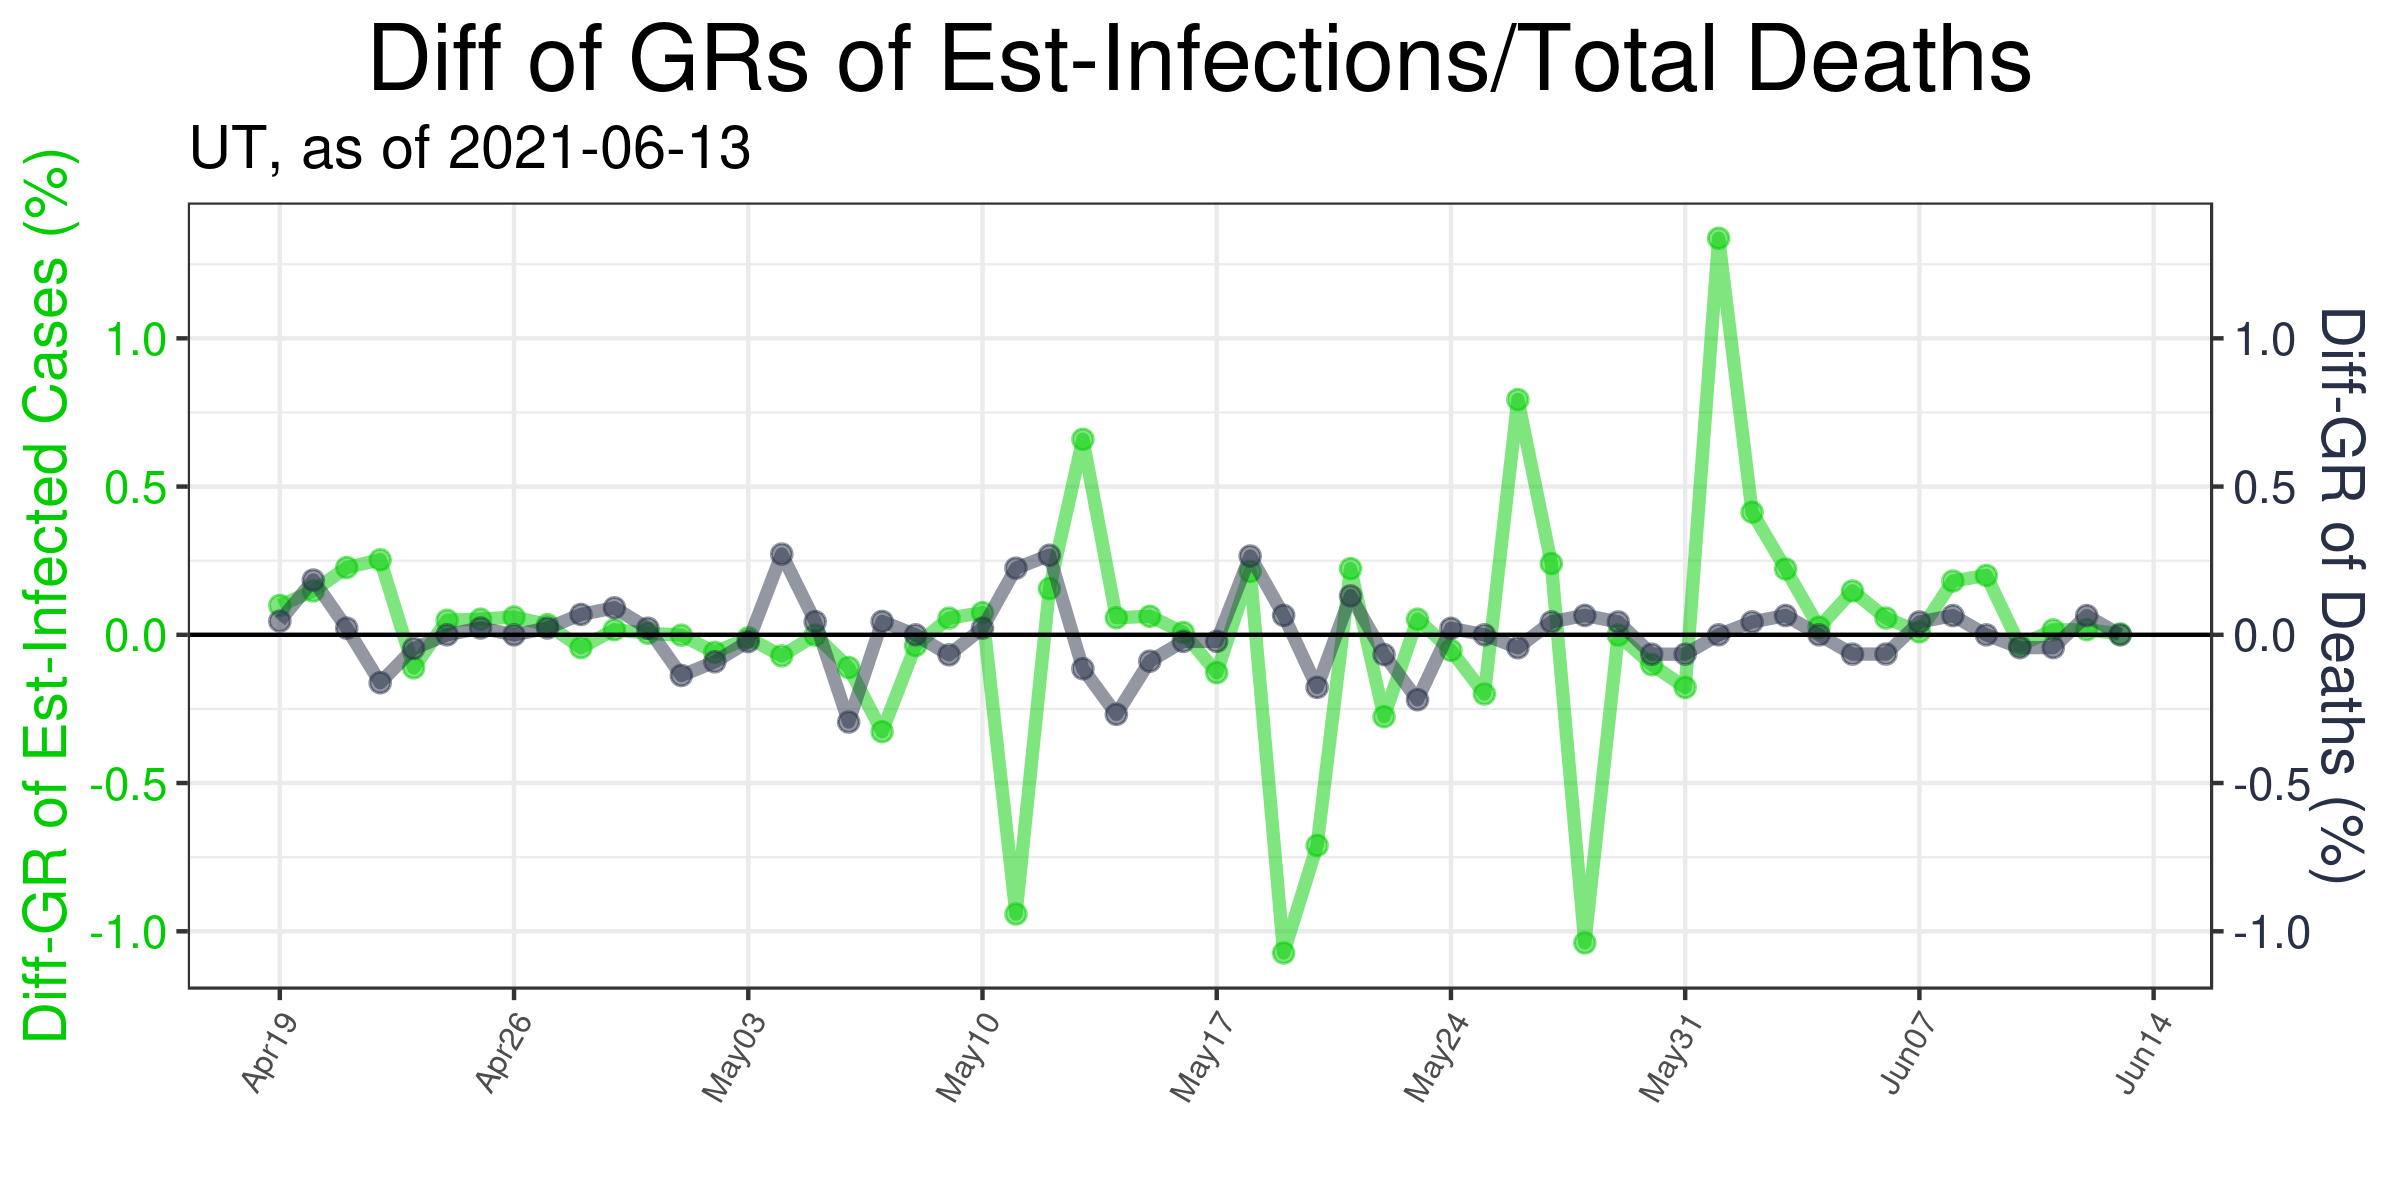 Diff of GRs of Est-Infections/Total Deaths
UT, as of 2021-06-13
Diff-GR of Est-Infected Cases (%)
1.0
0.5
0.0
-0.5
-1.0
1.0
0.5
0.0
-0.5
-1.0
Diff-GR of Deaths (%)
Apr19
Apr26
May03
May10
May17
May24
May31
Jun07
Jun14